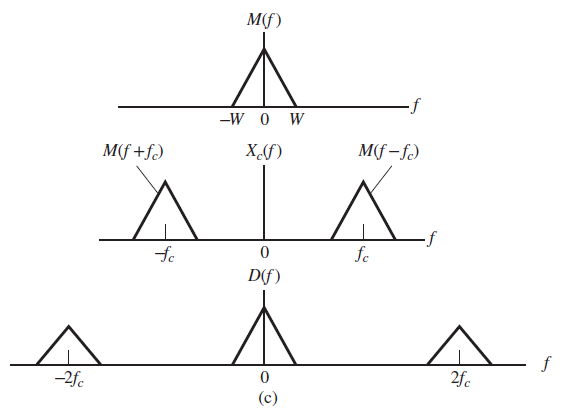 M(f)
f
–W 0 W
M(f + fc) Xc(f) M(f – fc)
f
–fc 0 fc
D(f)
f
–2fc 0 2fc
(c)